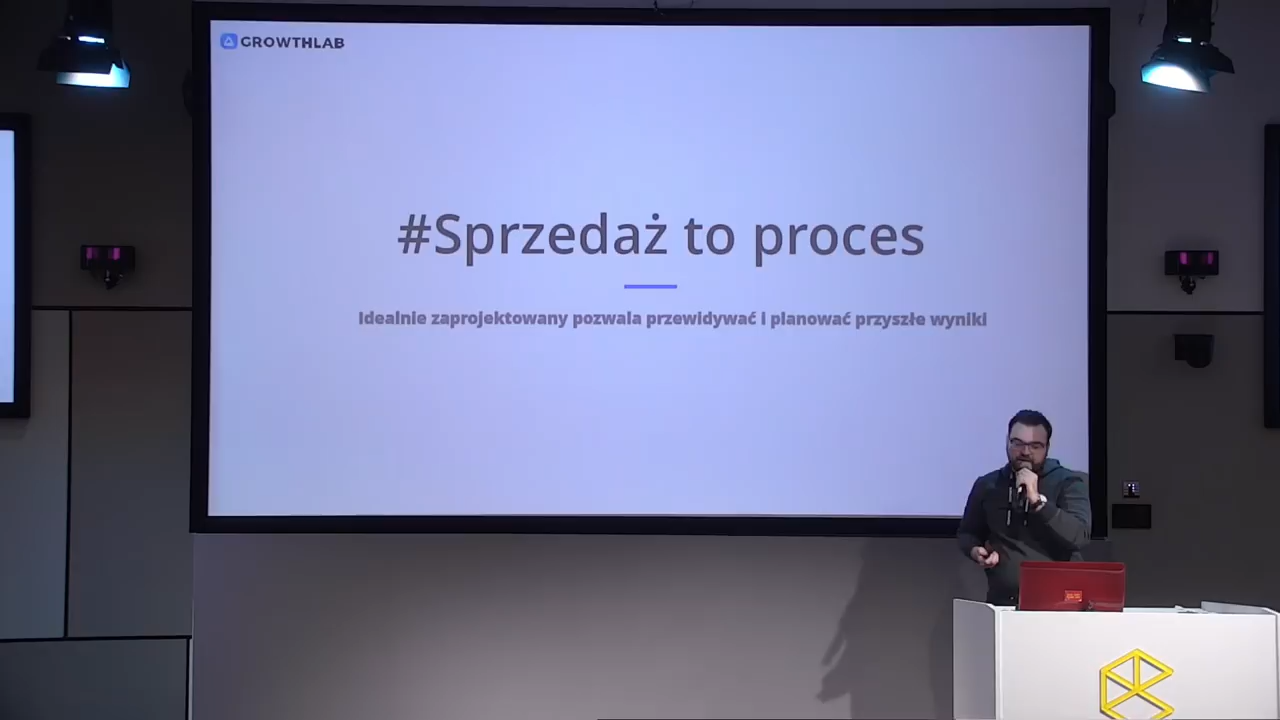 GROWTHLAB
#Sprzedaż to proces
Idealnie zaprojektowany pozwala przewidywać i planować przyszłe wyniki